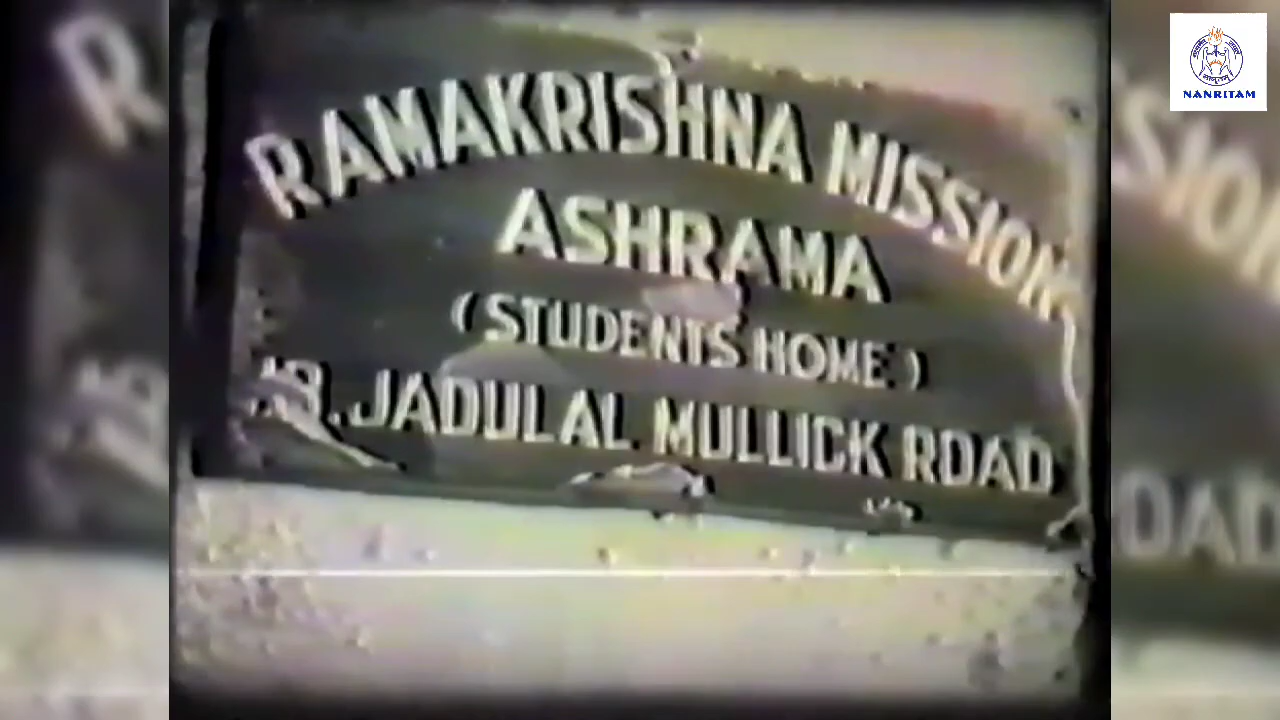 RAMAKRISHNA MISSION
ASHRAMA
(STUDENTS HOME)
JADULAL MULLICK ROAD
NANRITAM